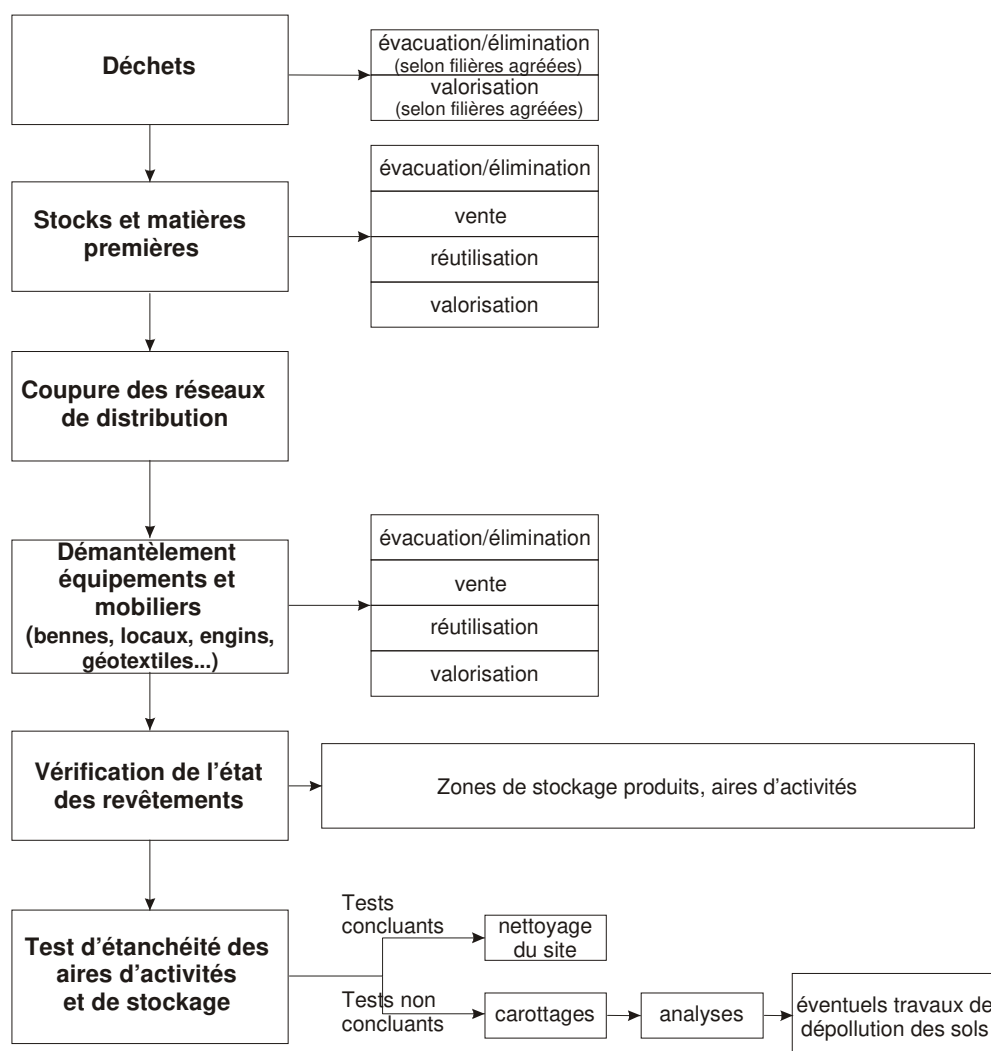 Déchets
évacuation/élimination
(selon filières agréées)
valorisation
(selon filières agréées)
Stocks et matières
premières
évacuation/élimination
vente
réutilisation
valorisation
Coupure des réseaux
de distribution
Démantèlement
équipements et
mobiliers
(bennes, locaux, engins,
géotextiles...)
évacuation/élimination
vente
réutilisation
valorisation
Vérification de l'état
des revêtements
Zones de stockage produits, aires d'activités
Test d'étanchéité des
aires d'activités
et de stockage
Tests
concluants
nettoyage
du site
Tests non
concluants
carottages
analyses
éventuels travaux de
dépollution des sols